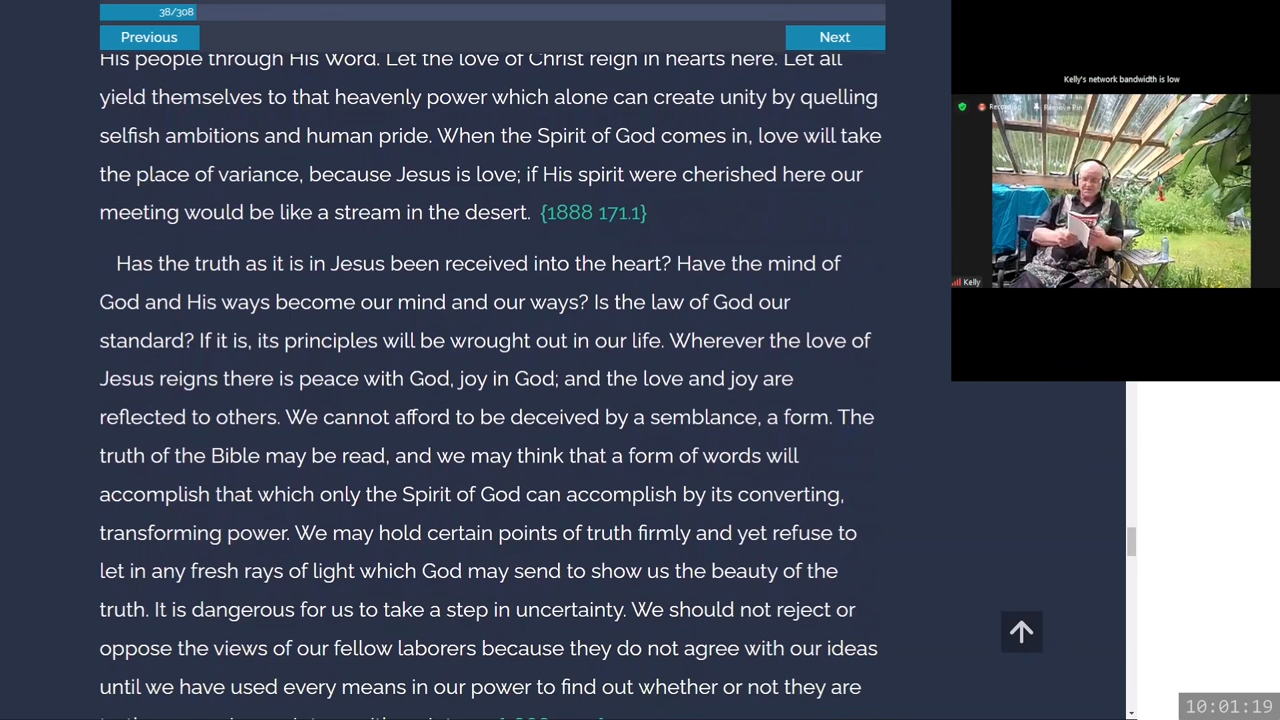 38/308
Previous
Next
His people through His Word. Let the love of Christ reign in hearts here. Let all
yield themselves to that heavenly power which alone can create unity by quelling
selfish ambitions and human pride. When the Spirit of God comes in, love will take
the place of variance, because Jesus is love; if His spirit were cherished here our
meeting would be like a stream in the desert. {1888 171.1}
Has the truth as it is in Jesus been received into the heart? Have the mind of
God and His ways become our mind and our ways? Is the law of God our
standard? If it is, its principles will be wrought out in our life. Wherever the love of
Jesus reigns there is peace with God, joy in God; and the love and joy are
reflected to others. We cannot afford to be deceived by a semblance, a form. The
truth of the Bible may be read, and we may think that a form of words will
accomplish that which only the Spirit of God can accomplish by its converting,
transforming power. We may hold certain points of truth firmly and yet refuse to
let in any fresh rays of light which God may send to show us the beauty of the
truth. It is dangerous for us to take a step in uncertainty. We should not reject or
oppose the views of our fellow laborers because they do not agree with our ideas
until we have used every means in our power to find out whether or not they are
Kelly's network bandwidth is low
Remove Pin
Kelly
10:01:19